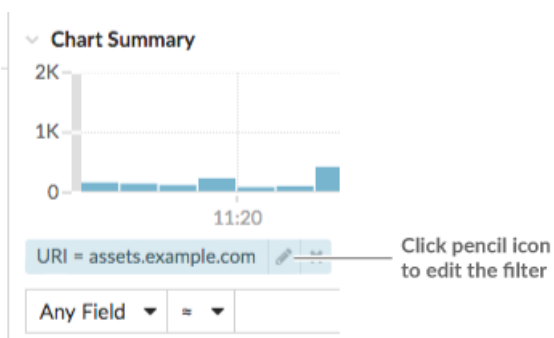 Chart Summary
2K
1K
0
11:20
URI = assets.example.com
Click pencil icon
to edit the filter
Any Field ≈